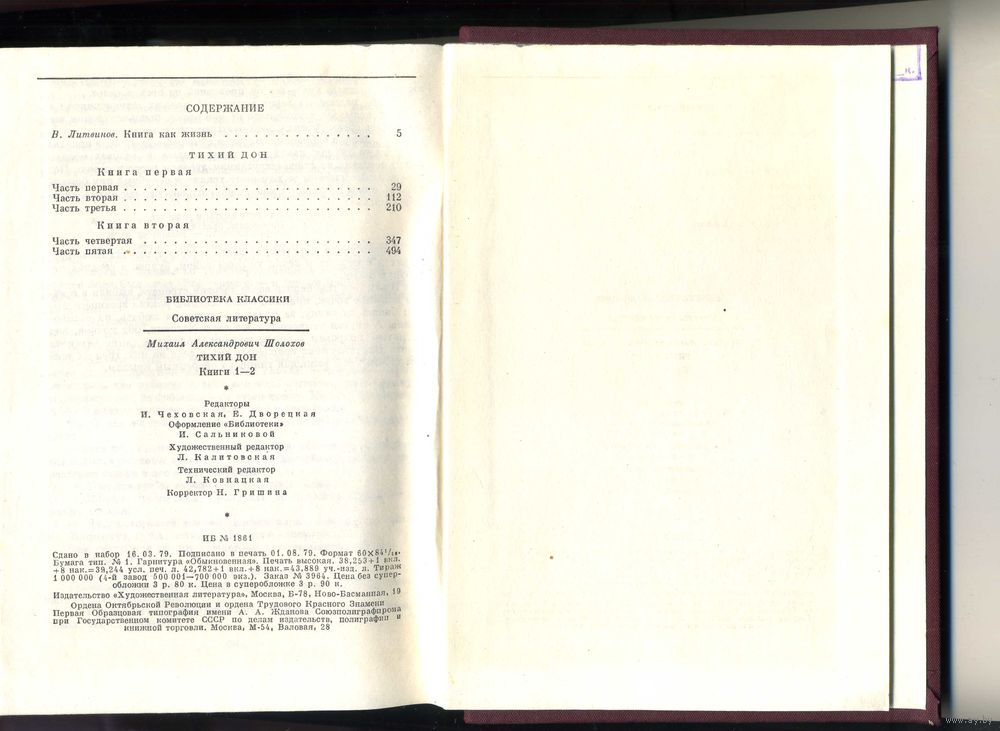 СОДЕРЖАНИЕ
В. Литвинов. Книга как жизнь . . . . . . . . . . . . . . . 5
ТИХИЙ ДОН
Книга первая
Часть первая . . . . . . . . . . . . . . . . . . . . . . . . . 29
Часть вторая . . . . . . . . . . . . . . . . . . . . . . . . . 112
Часть третья . . . . . . . . . . . . . . . . . . . . . . . . . 210
Книга вторая
Часть четвертая . . . . . . . . . . . . . . . . . . . . . . . 347
Часть пятая . . . . . . . . . . . . . . . . . . . . . . . . . 494
БИБЛИОТЕКА КЛАССИКИ
Советская литература
Михаил Александрович Шолохов
ТИХИЙ ДОН
Книги 1—2
*
Редакторы
И. Чеховская, Е. Дворецкая
Оформление «Библиотеки»
И. Сальниковой
Художественный редактор
Л. Калитовская
Технический редактор
Л. Ковнацкая
Корректор Н. Гришина
*
ИБ № 1861
Сдано в набор 16.03.79. Подписано в печать 01.08.79. Формат 60×84¹/₁₆.
Бумага тип. № 1. Гарнитура «Обыкновенная». Печать высокая. 38,253+1 вкл.
+8 нак.=39,244 усл. печ. л. 42,782+1 вкл.+8 нак.=43,889 уч.-изд. л. Тираж
1 000 000 (4-й завод 500 001—700 000 экз.). Заказ № 3964. Цена без супер-
обложки 3 р. 80 к. Цена в суперобложке 3 р. 90 к.
Издательство «Художественная литература», Москва, Б-78, Ново-Басманная, 19
Ордена Октябрьской Революции и ордена Трудового Красного Знамени
Первая Образцовая типография имени А. А. Жданова Союзполиграфпрома
при Государственном комитете СССР по делам издательств, полиграфии и
книжной торговли. Москва, М-54, Валовая, 28
www.ay.by